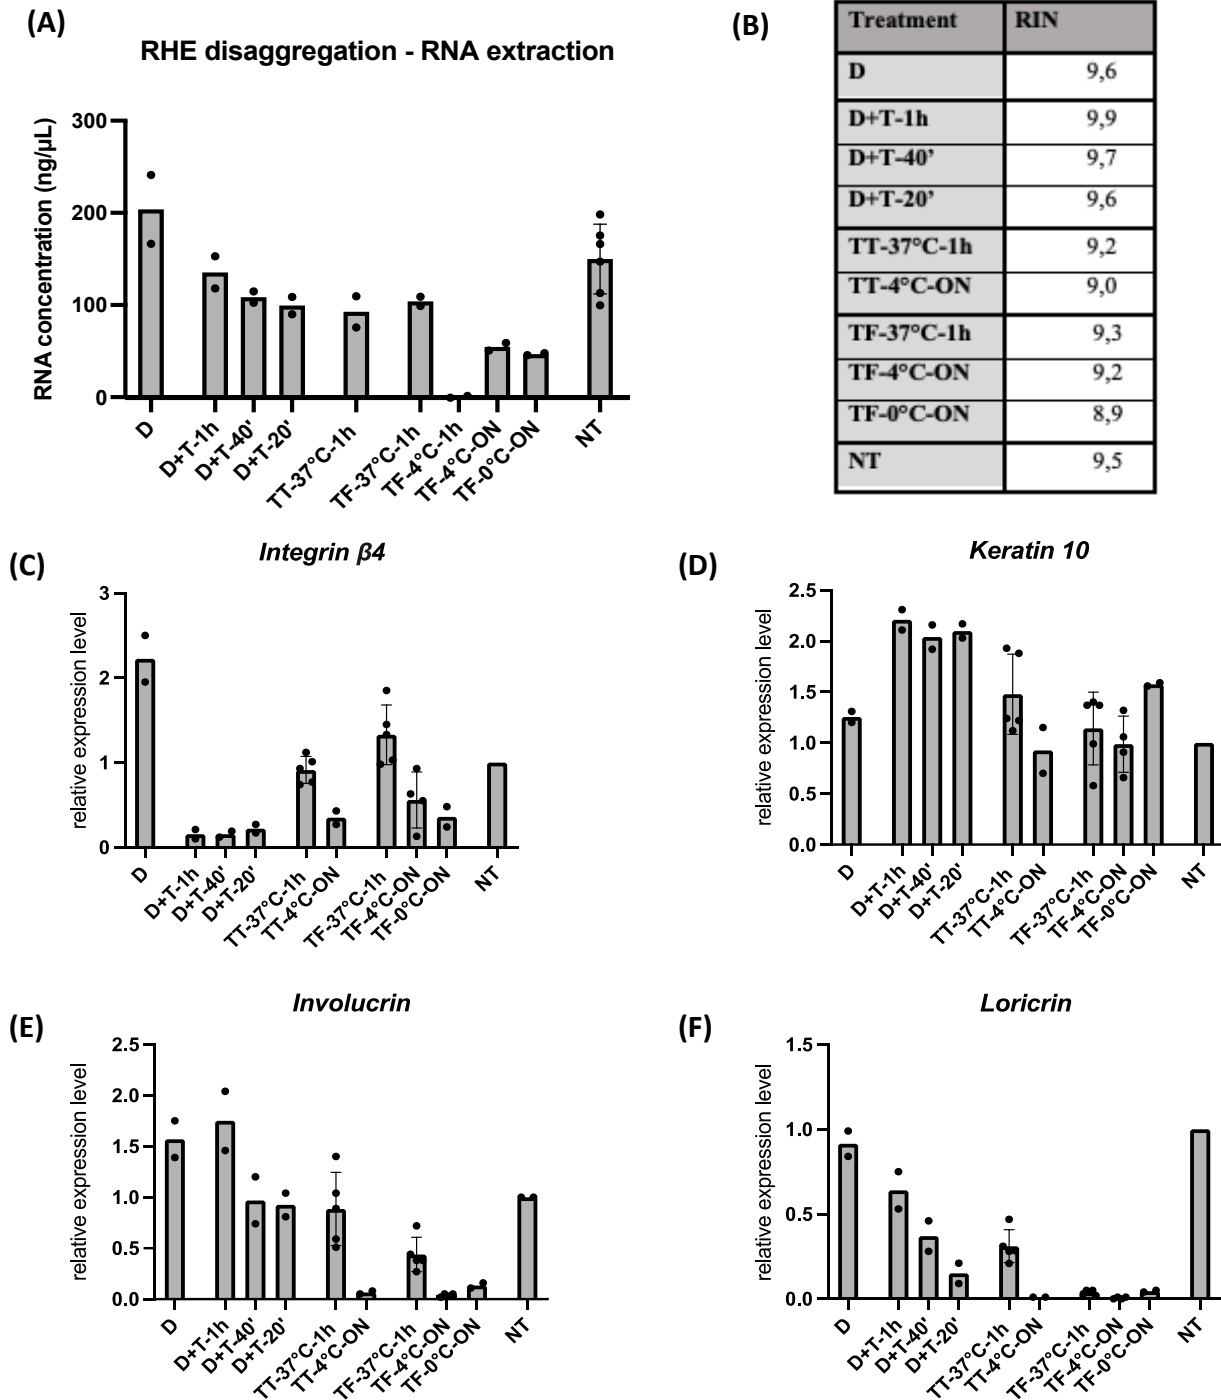 (A)
RHE disaggregation - RNA extraction
RNA concentration (ng/µL)
300
200
100
0
D
D+T-1h
D+T-40'
D+T-20'
TT-37°C-1h
TF-37°C-1h
TF-4°C-1h
TF-4°C-ON
TF-0°C-ON
NT
(B)
Treatment RIN
D 9,6
D+T-1h 9,9
D+T-40’ 9,7
D+T-20’ 9,6
TT-37°C-1h 9,2
TT-4°C-ON 9,0
TF-37°C-1h 9,3
TF-4°C-ON 9,2
TF-0°C-ON 8,9
NT 9,5
(C)
Integrin β4
relative expression level
3
2
1
0
D
D+T-1h
D+T-40'
D+T-20'
TT-37°C-1h
TT-4°C-ON
TF-37°C-1h
TF-4°C-ON
TF-0°C-ON
NT
(D)
Keratin 10
relative expression level
2.5
2.0
1.5
1.0
0.5
0.0
D
D+T-1h
D+T-40'
D+T-20'
TT-37°C-1h
TT-4°C-ON
TF-37°C-1h
TF-4°C-ON
TF-0°C-ON
NT
(E)
Involucrin
relative expression level
2.5
2.0
1.5
1.0
0.5
0.0
D
D+T-1h
D+T-40'
D+T-20'
TT-37°C-1h
TT-4°C-ON
TF-37°C-1h
TF-4°C-ON
TF-0°C-ON
NT
(F)
Loricrin
relative expression level
1.5
1.0
0.5
0.0
D
D+T-1h
D+T-40'
D+T-20'
TT-37°C-1h
TT-4°C-ON
TF-37°C-1h
TF-4°C-ON
TF-0°C-ON
NT